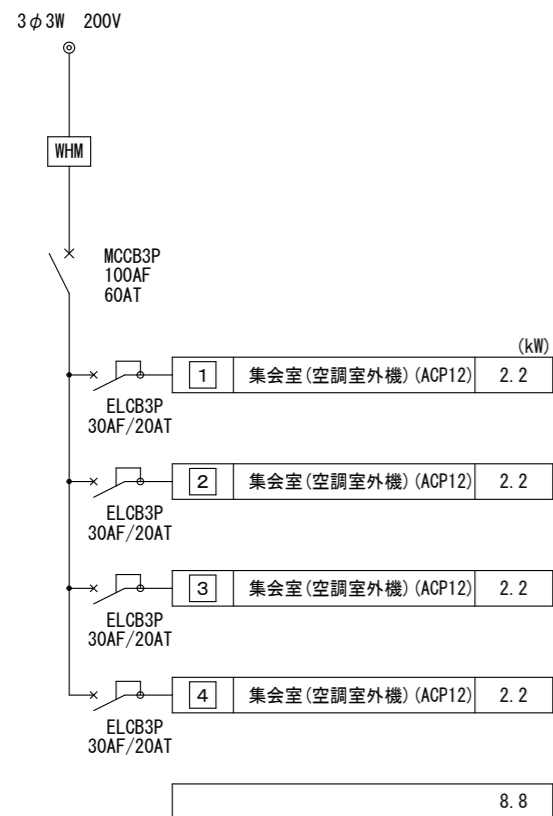 3φ3W 200V
WHM
MCCB3P
100AF
60AT
(kW)
1 集会室(空調室外機)(ACP12) 2.2
ELCB3P
30AF/20AT
2 集会室(空調室外機)(ACP12) 2.2
ELCB3P
30AF/20AT
3 集会室(空調室外機)(ACP12) 2.2
ELCB3P
30AF/20AT
4 集会室(空調室外機)(ACP12) 2.2
ELCB3P
30AF/20AT
8.8